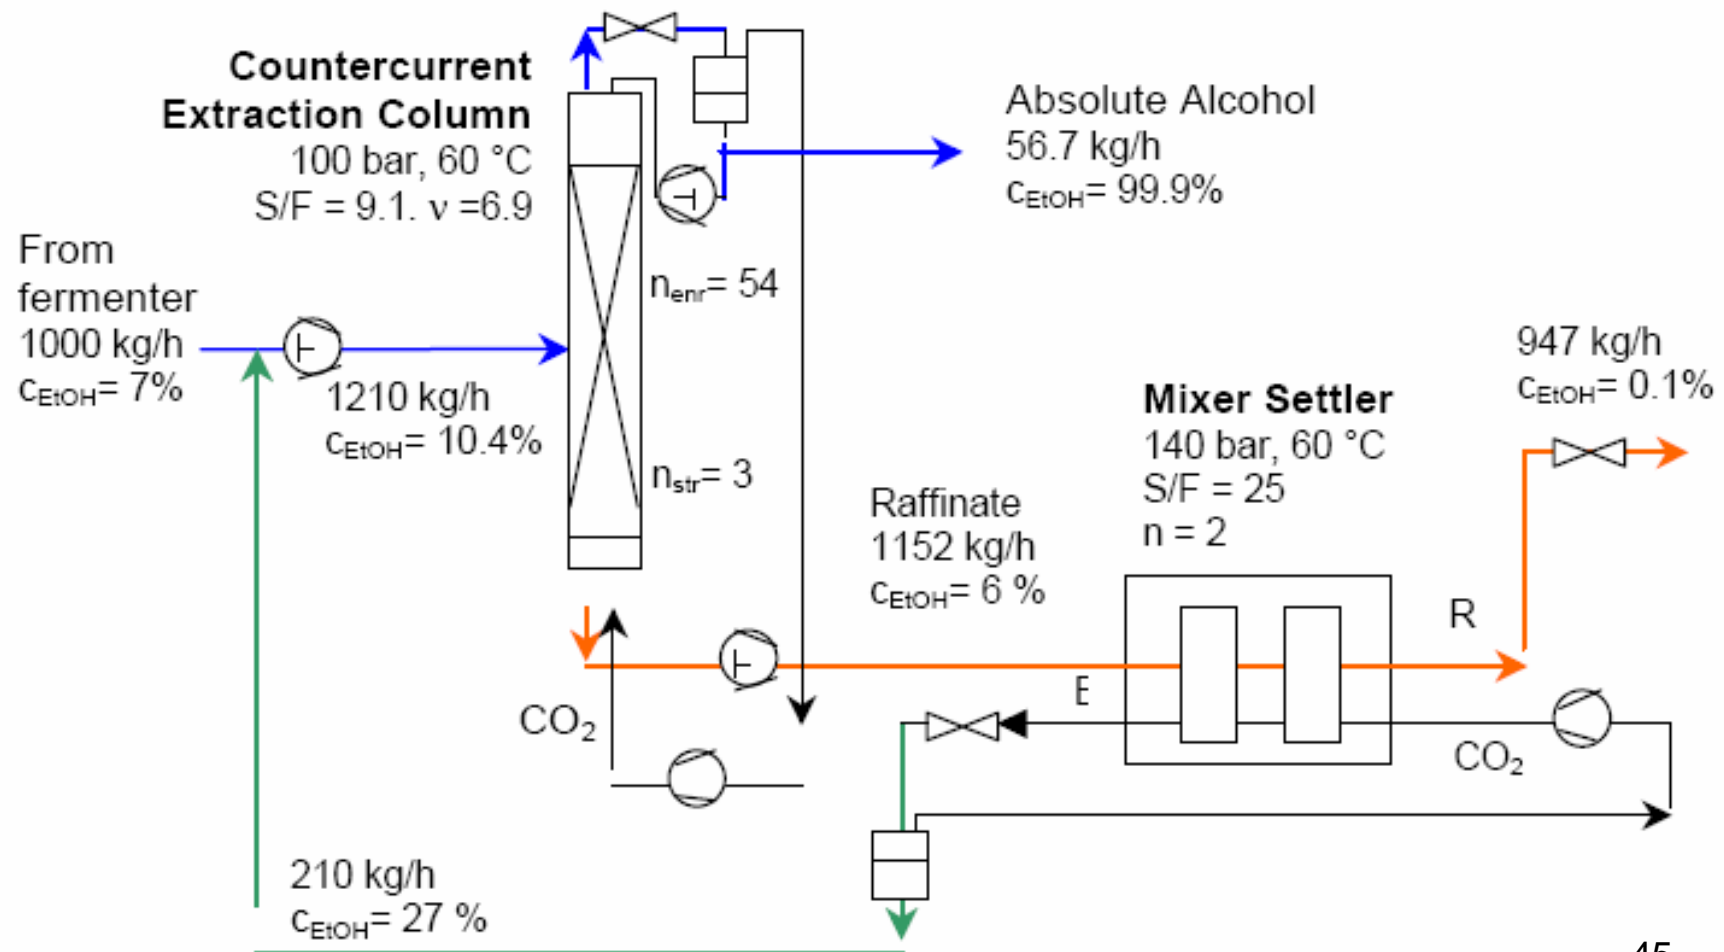 Countercurrent
Extraction Column
100 bar, 60 °C
S/F = 9.1. ν =6.9
Absolute Alcohol
56.7 kg/h
cEtOH= 99.9%
From
fermenter
1000 kg/h
cEtOH= 7%
1210 kg/h
cEtOH= 10.4%
nenr= 54
nstr= 3
947 kg/h
cEtOH= 0.1%
Mixer Settler
140 bar, 60 °C
S/F = 25
n = 2
Raffinate
1152 kg/h
cEtOH= 6 %
R
E
CO₂
CO₂
210 kg/h
cEtOH= 27 %